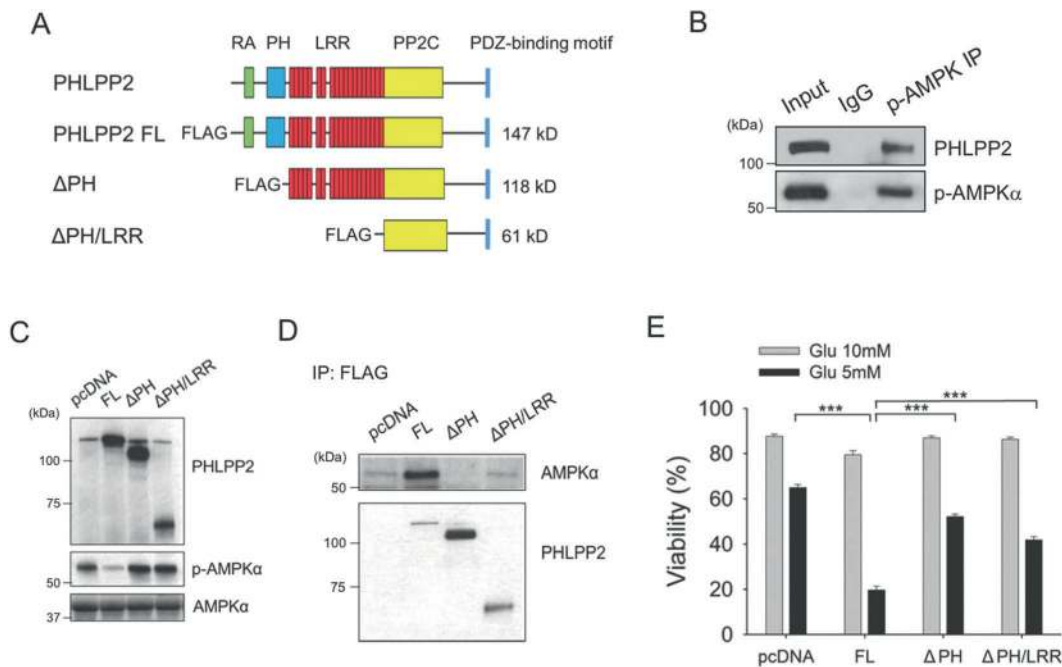 A
RA PH LRR PP2C PDZ-binding motif
PHLPP2
PHLPP2 FL FLAG 147 kD
ΔPH FLAG 118 kD
ΔPH/LRR FLAG 61 kD
B
Input IgG p-AMPK IP
(kDa)
100 PHLPP2
50 p-AMPKα
C
pcDNA FL ΔPH ΔPH/LRR
(kDa)
100 PHLPP2
75
50 p-AMPKα
37 AMPKα
D
IP: FLAG
pcDNA FL ΔPH ΔPH/LRR
(kDa)
50 AMPKα
100 PHLPP2
75
E
Glu 10mM
Glu 5mM
*** *** ***
Viability (%)
100
80
60
40
20
0
pcDNA FL ΔPH ΔPH/LRR